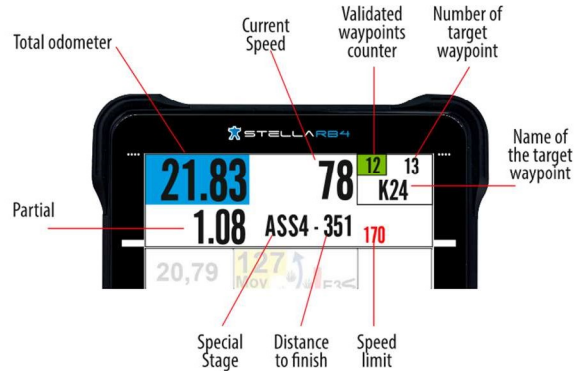 Total odometer
Current
Speed
Validated
waypoints
counter
Number of
target
waypoint
STELLARB4
21.83
78
12
13
K24
Name of
the target
waypoint
Partial
1.08
ASS4 - 351
170
20,79
127
Mov
Special
Stage
Distance
to finish
Speed
limit